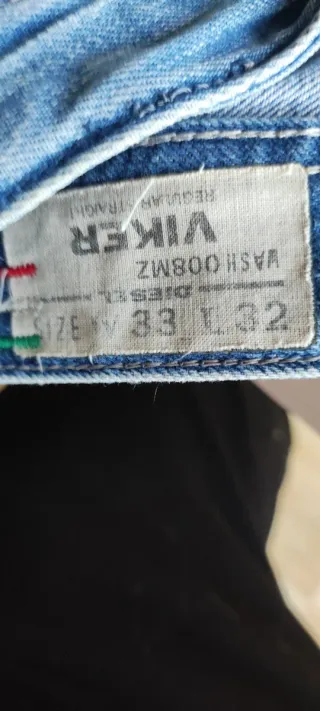 DIESEL
WASH 008MZ
VIKER
REGULAR STRAIGHT
SIZE W 33 L 32